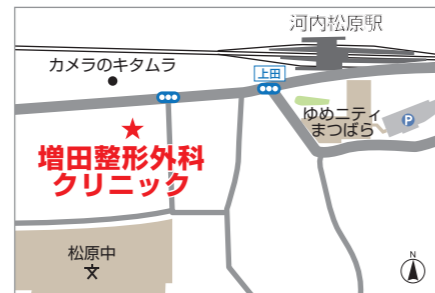 河内松原駅
カメラのキタムラ
上田
ゆめニティ
まつばら
P
増田整形外科
クリニック
松原中
文
N